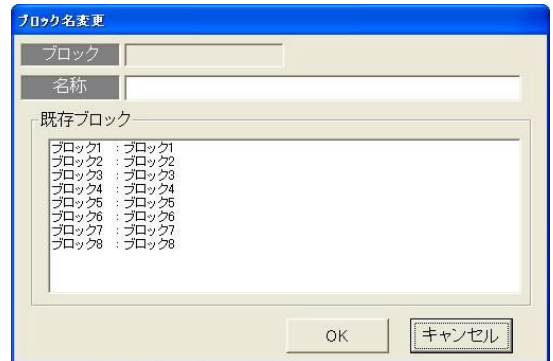 ブロック名変更
ブロック
名称
既存ブロック
ブロック1 : ブロック1
ブロック2 : ブロック2
ブロック3 : ブロック3
ブロック4 : ブロック4
ブロック5 : ブロック5
ブロック6 : ブロック6
ブロック7 : ブロック7
ブロック8 : ブロック8
OK キャンセル